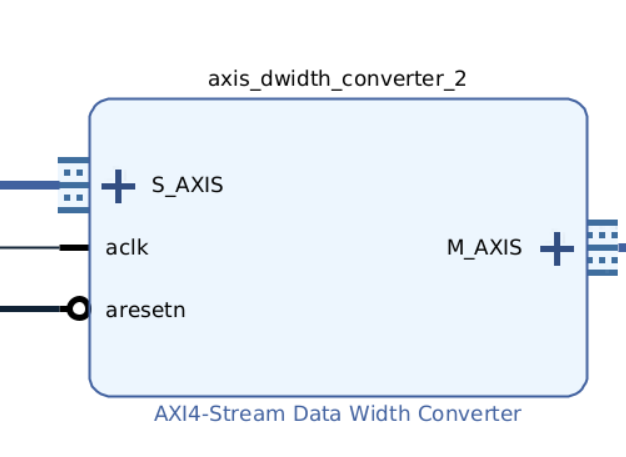 axis_dwidth_converter_2
S_AXIS
aclk
M_AXIS
aresetn
AXI4-Stream Data Width Converter